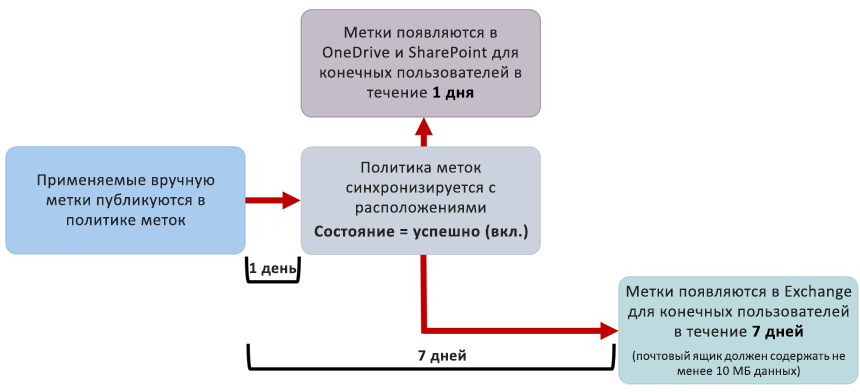 Метки появляются в
OneDrive и SharePoint для
конечных пользователей в
течение 1 дня
Применяемые вручную
метки публикуются в
политике меток
Политика меток
синхронизируется с
расположениями
Состояние = успешно (вкл.)
1 день
Метки появляются в Exchange
для конечных пользователей
в течение 7 дней
(почтовый ящик должен содержать не
менее 10 МБ данных)
7 дней